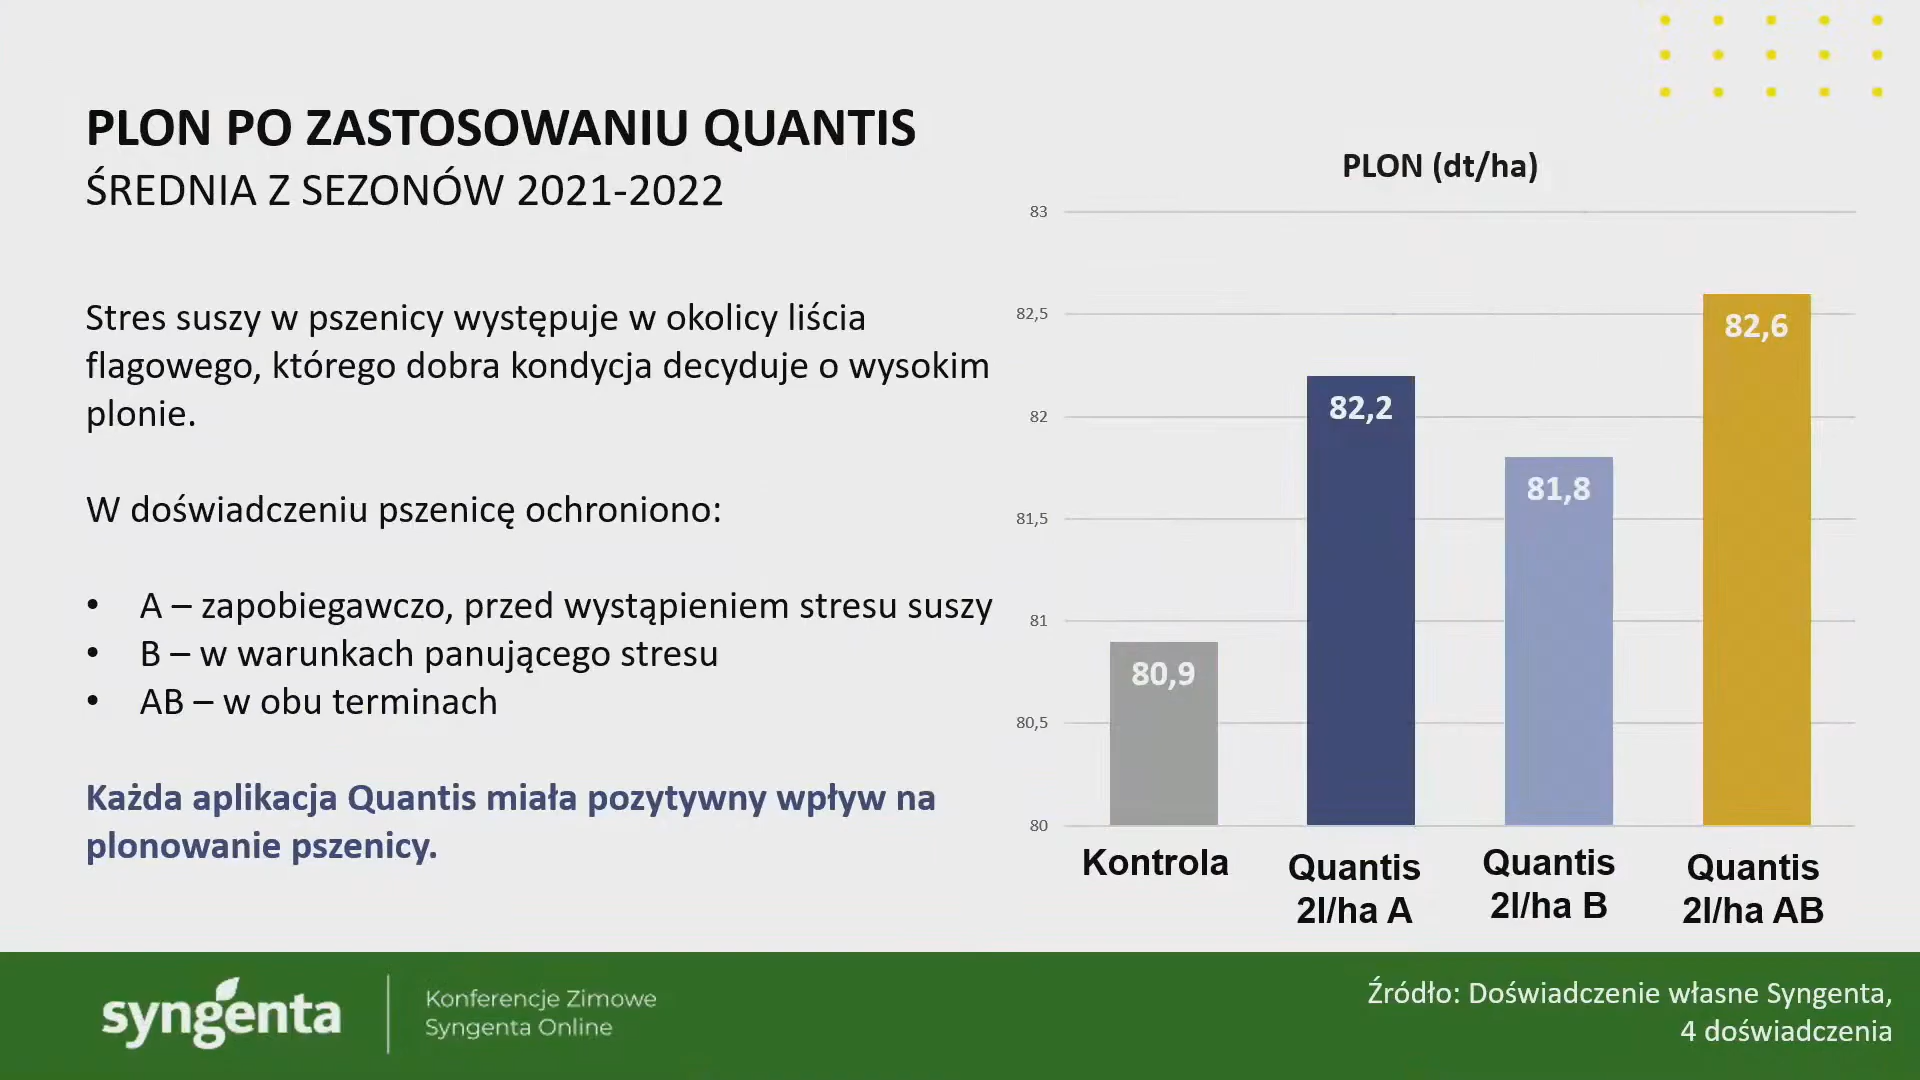 PLON PO ZASTOSOWANIU QUANTIS
ŚREDNIA Z SEZONÓW 2021-2022
Stres suszy w pszenicy występuje w okolicy liścia
flagowego, którego dobra kondycja decyduje o wysokim
plonie.
W doświadczeniu pszenicę ochroniono:
• A – zapobiegawczo, przed wystąpieniem stresu suszy
• B – w warunkach panującego stresu
• AB – w obu terminach
Każda aplikacja Quantis miała pozytywny wpływ na
plonowanie pszenicy.
PLON (dt/ha)
83
82,5
82
81,5
81
80,5
80
80,9
82,2
81,8
82,6
Kontrola
Quantis
2l/ha A
Quantis
2l/ha B
Quantis
2l/ha AB
syngenta
Konferencje Zimowe
Syngenta Online
Źródło: Doświadczenie własne Syngenta,
4 doświadczenia